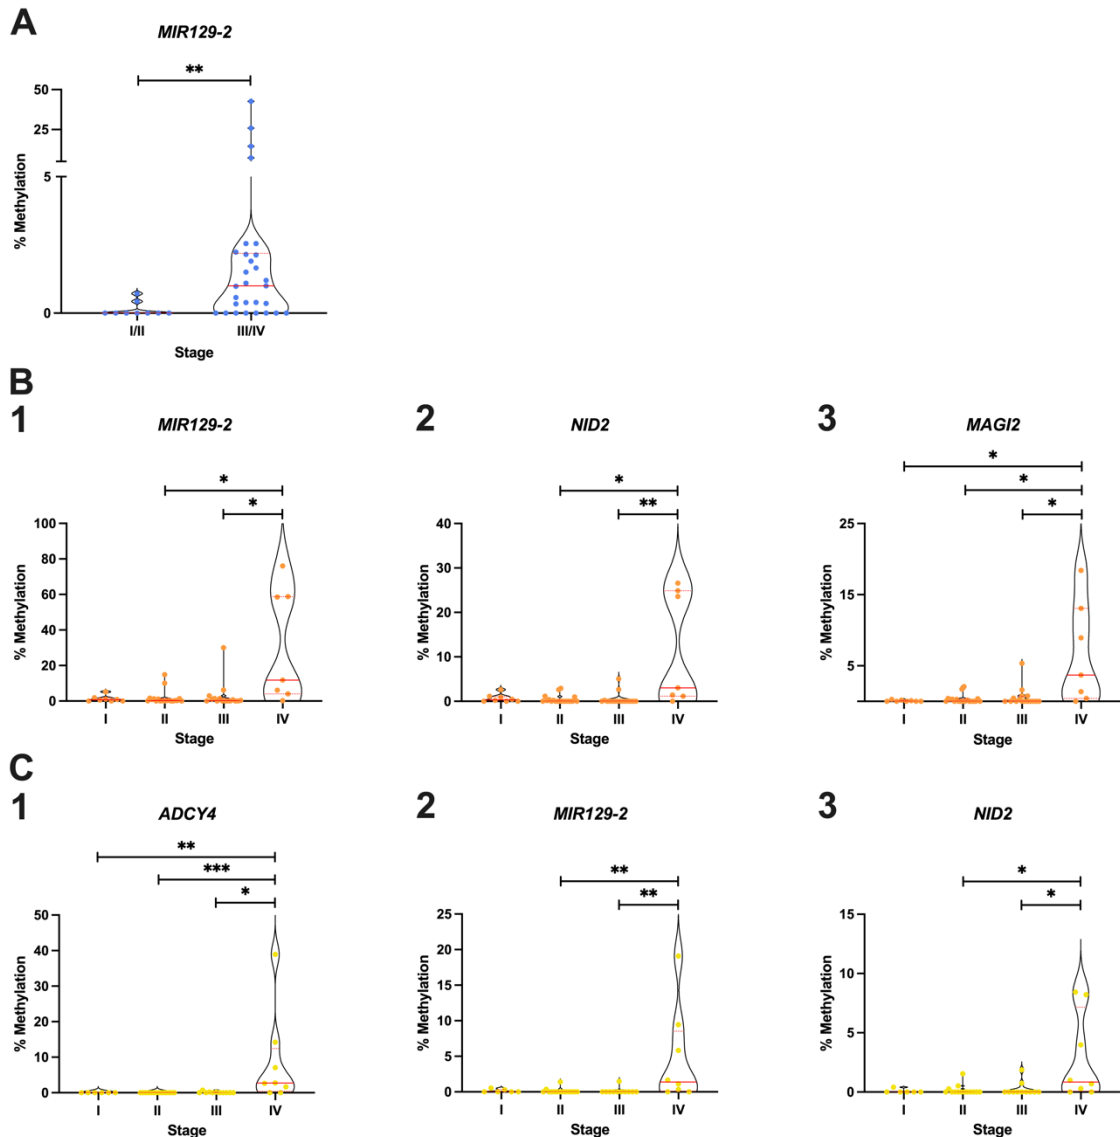 A
MIR129-2
**
50
25
5
0
% Methylation
I/II
III/IV
Stage
B
1
MIR129-2
*
*
100
80
60
40
20
0
% Methylation
I
II
III
IV
Stage
2
NID2
*
**
40
30
20
10
0
% Methylation
I
II
III
IV
Stage
3
MAGI2
*
*
*
25
15
5
% Methylation
I
II
III
IV
Stage
C
1
ADCY4
**
***
*
50
40
30
20
10
0
% Methylation
I
II
III
IV
Stage
2
MIR129-2
**
**
25
20
15
10
5
0
% Methylation
I
II
III
IV
Stage
3
NID2
*
*
15
10
5
0
% Methylation
I
II
III
IV
Stage